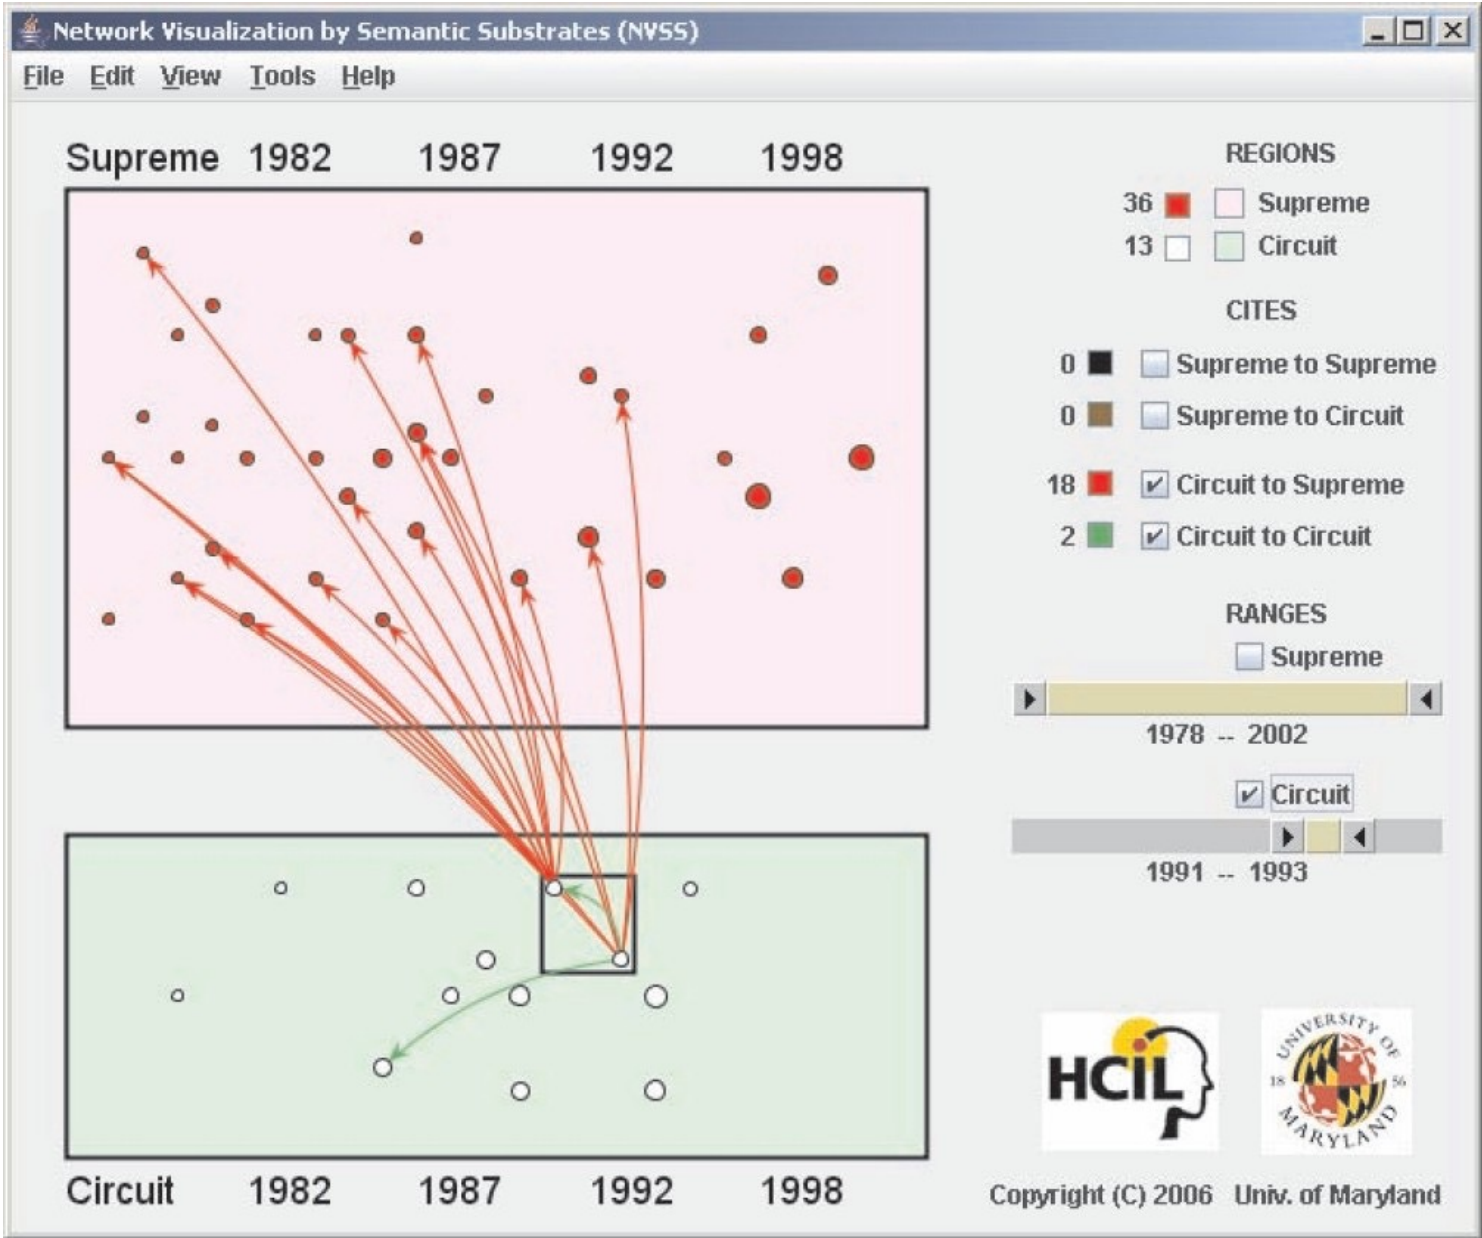 Network Visualization by Semantic Substrates (NVSS)
File Edit View Tools Help
Supreme 1982 1987 1992 1998
REGIONS
36 Supreme
13 Circuit
CITES
0 Supreme to Supreme
0 Supreme to Circuit
18 Circuit to Supreme
2 Circuit to Circuit
RANGES
Supreme
1978 -- 2002
Circuit
1991 -- 1993
HCIL
UNIVERSITY OF
18 56
MARYLAND
Circuit 1982 1987 1992 1998
Copyright (C) 2006 Univ. of Maryland